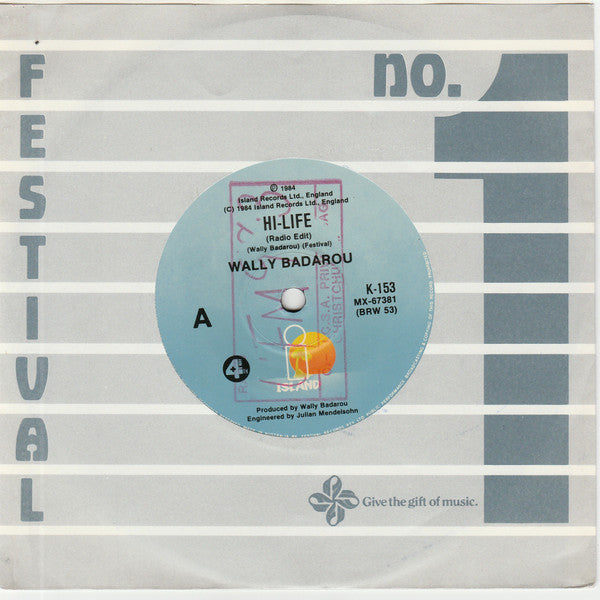 FESTIVAL
no. 1
℗ 1984
Island Records Ltd., England
(C) 1984 Island Records Ltd., England
HI-LIFE
(Radio Edit)
(Wally Badarou) (Festival)
WALLY BADAROU
K-153
MX-67381
(BRW 53)
A
4
ISLAND
Produced by Wally Badarou
Engineered by Julian Mendelsohn
Give the gift of music.